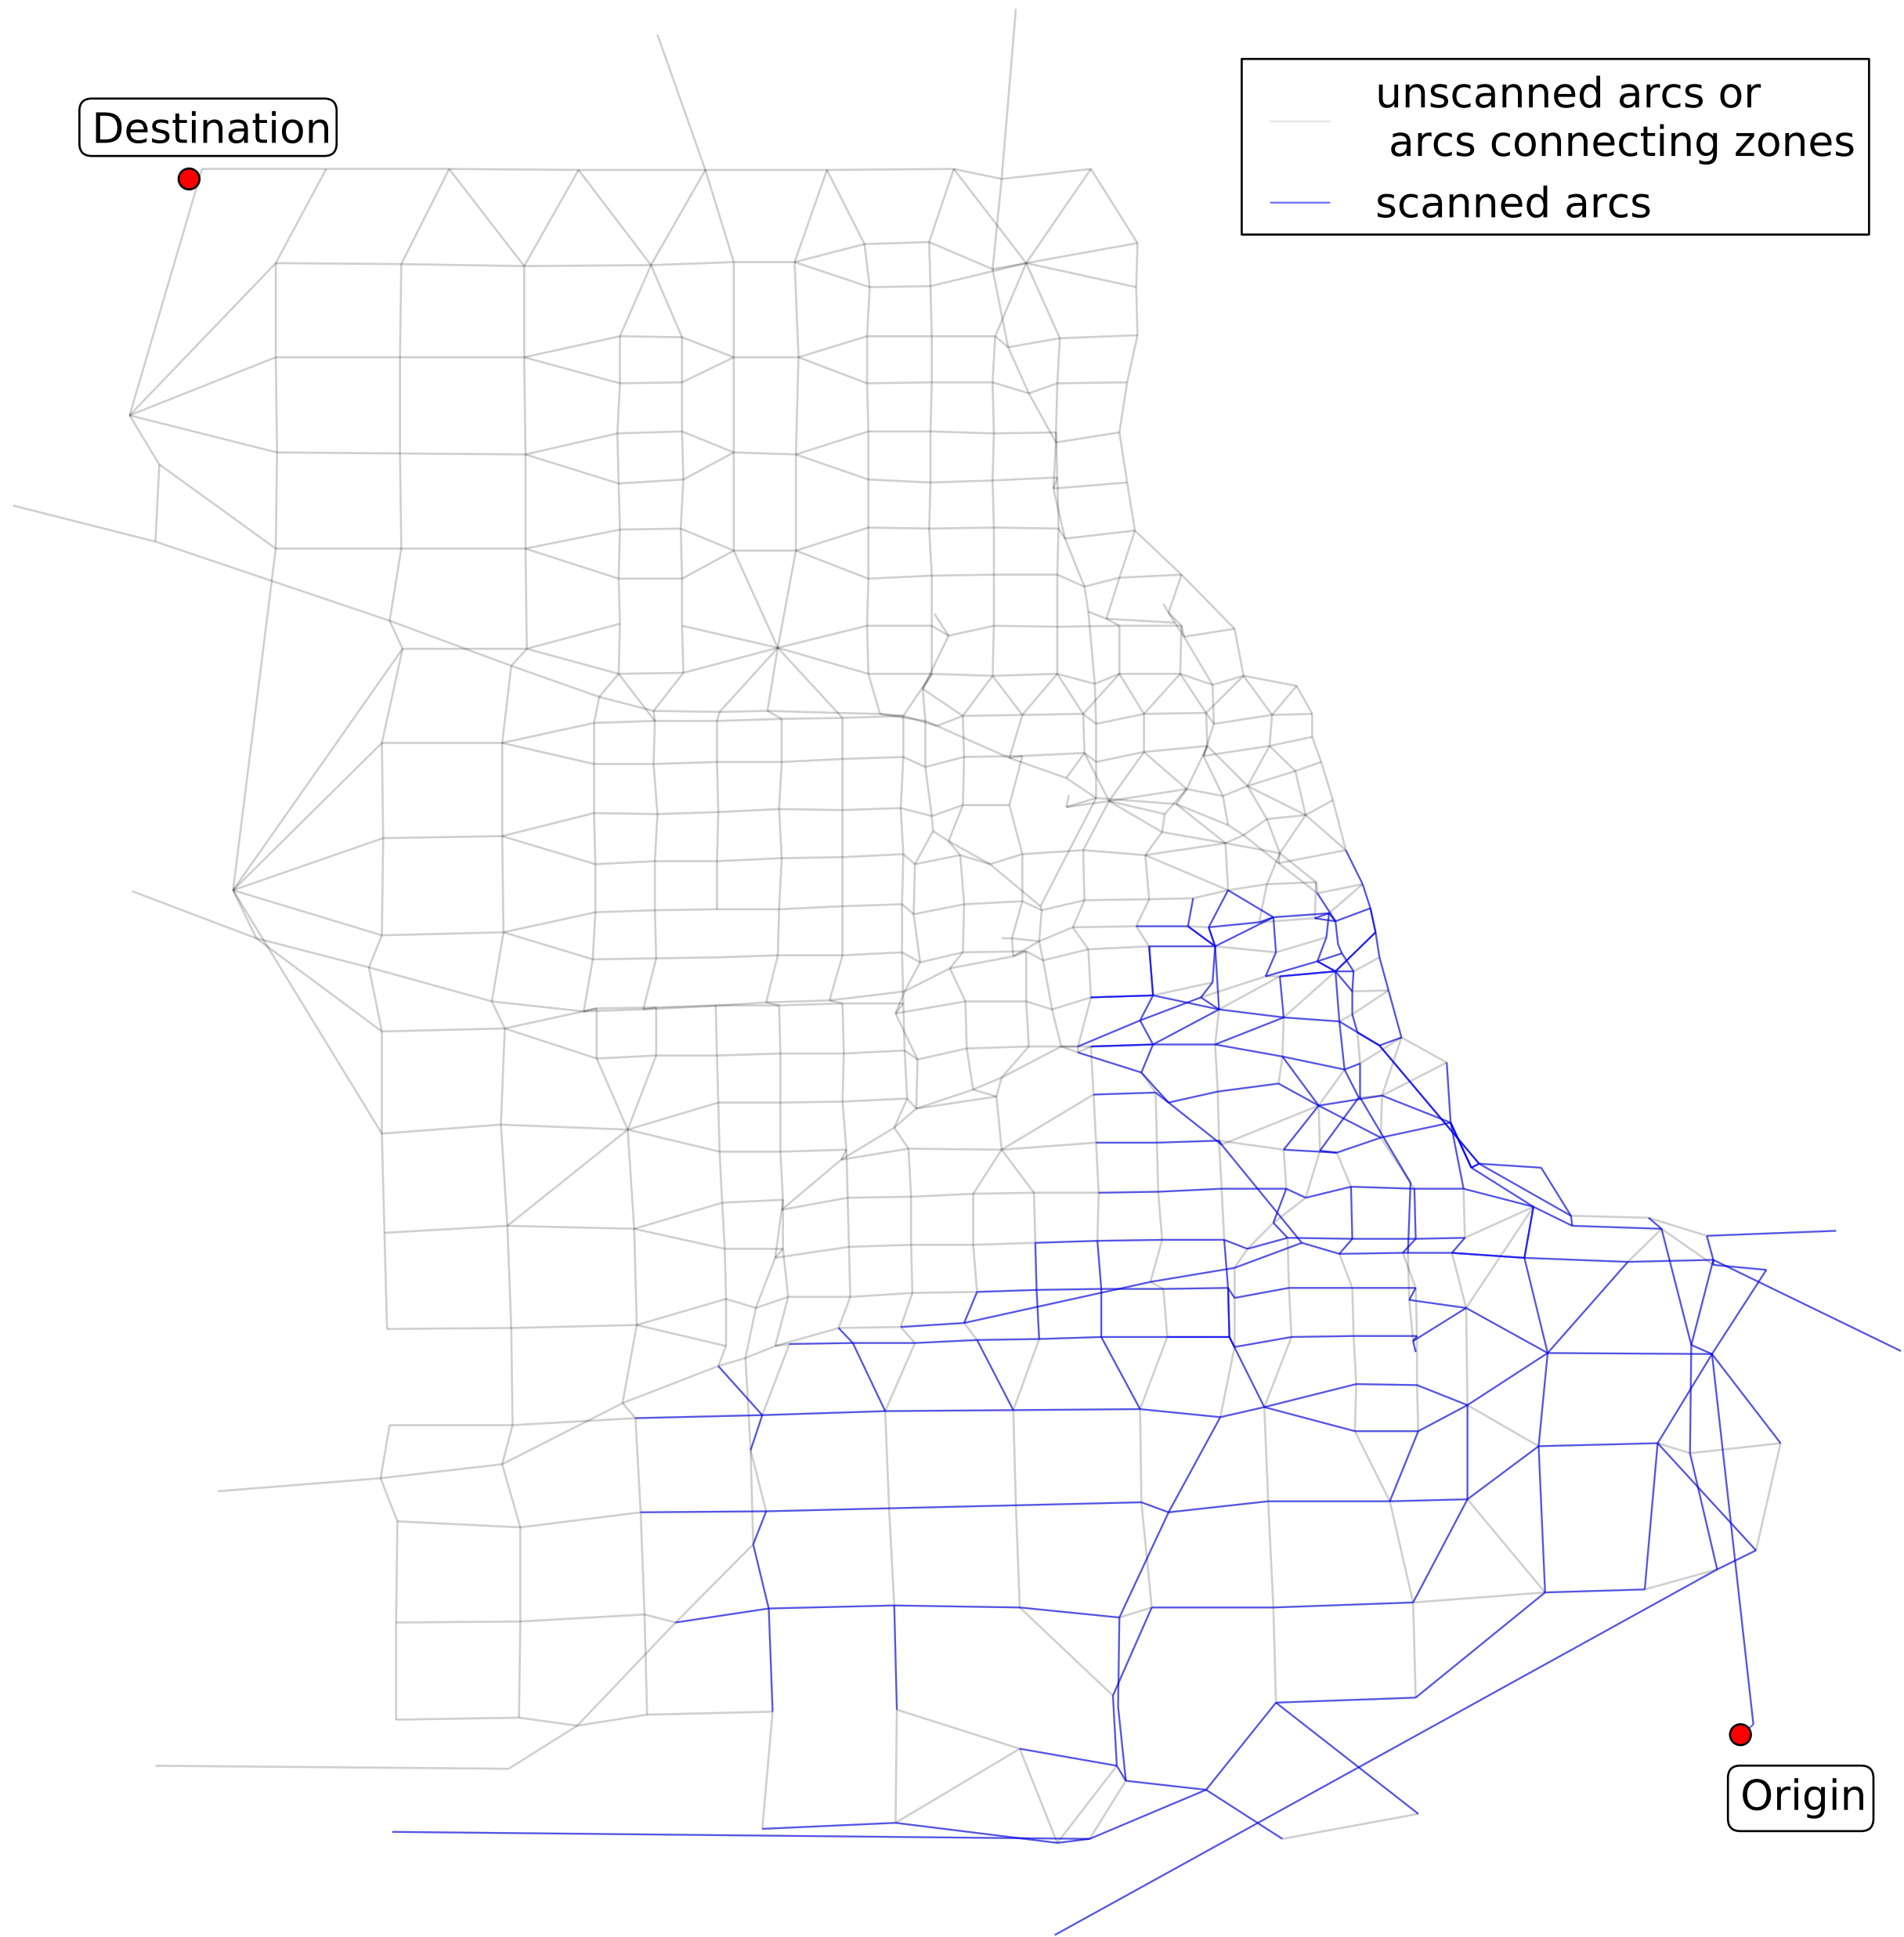 Destination
unscanned arcs or
arcs connecting zones
scanned arcs
Origin